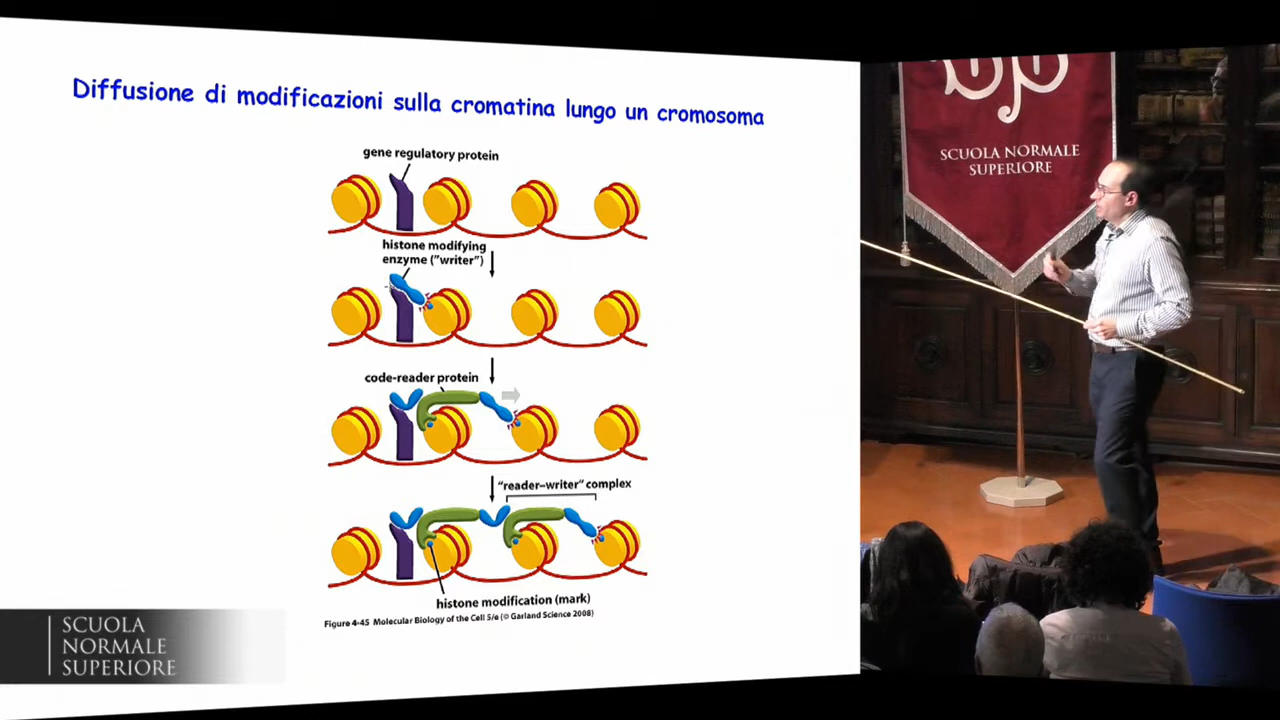 Diffusione di modificazioni sulla cromatina lungo un cromosoma
gene regulatory protein
histone modifying
enzyme ("writer")
code-reader protein
"reader–writer" complex
histone modification (mark)
Figure 4-45 Molecular Biology of the Cell 5/e (© Garland Science 2008)
SCUOLA
NORMALE
SUPERIORE
SCUOLA NORMALE
SUPERIORE